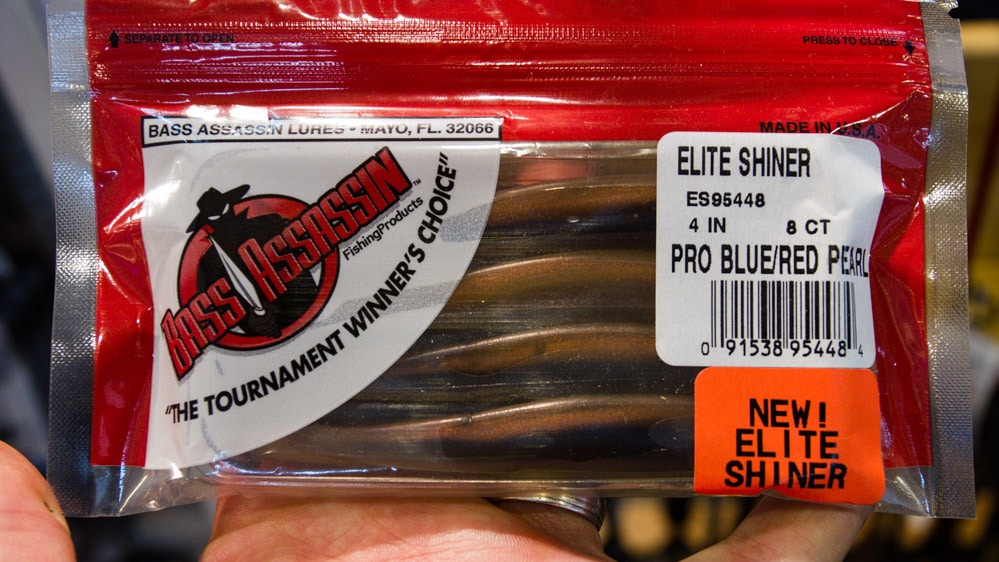 SEPARATE TO OPEN
PRESS TO CLOSE
BASS ASSASSIN LURES - MAYO, FL. 32066
MADE IN U.S.A.
BASS ASSASSIN™
FishingProducts
"THE TOURNAMENT WINNER'S CHOICE"
ELITE SHINER
ES95448
4 IN 8 CT
PRO BLUE/RED PEARL
0 91538 95448 4
NEW!
ELITE
SHINER